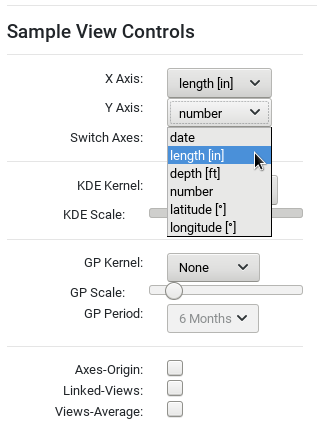 Sample View Controls
X Axis: length [in]
Y Axis: number
Switch Axes:
date
length [in]
depth [ft]
number
latitude [°]
longitude [°]
KDE Kernel:
KDE Scale:
GP Kernel: None
GP Scale:
GP Period: 6 Months
Axes-Origin:
Linked-Views:
Views-Average: